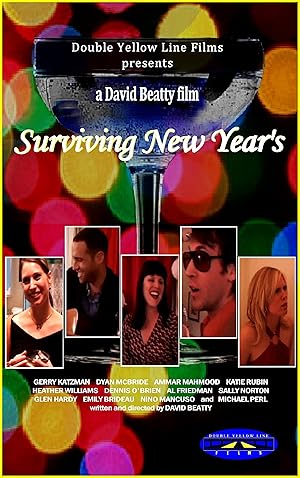 Double Yellow Line Films
presents
a David Beatty film
Surviving New Year's
GERRY KATZMAN DYAN MCBRIDE AMMAR MAHMOOD KATIE RUBIN
HEATHER WILLIAMS DENNIS O'BRIEN AL FRIEDMAN SALLY NORTON
GLEN HARDY EMILY BRIDEAU NINO MANCUSO and MICHAEL PERL
written and directed by DAVID BEATTY
DOUBLE YELLOW LINE
FILMS